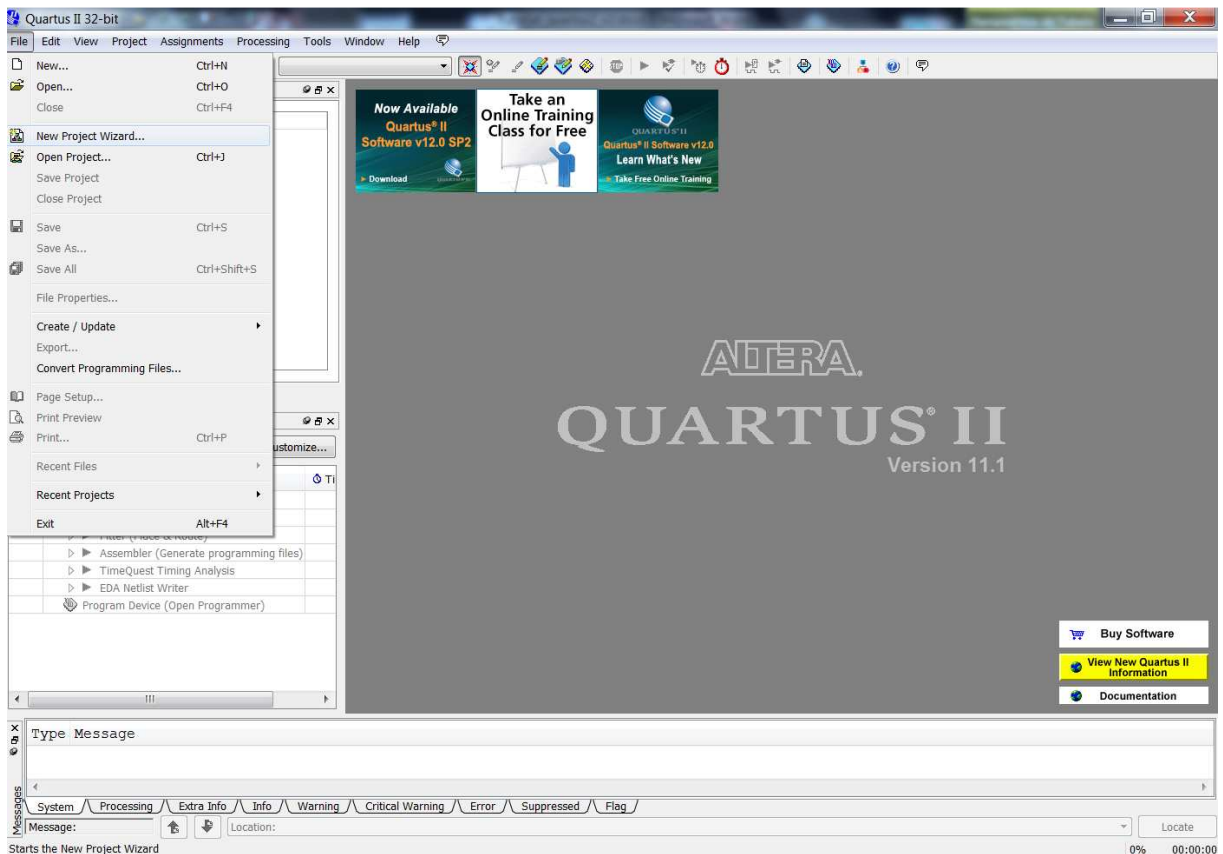 Quartus II 32-bit
File Edit View Project Assignments Processing Tools Window Help
New... Ctrl+N
Open... Ctrl+O
Close Ctrl+F4
New Project Wizard...
Open Project... Ctrl+J
Save Project
Close Project
Save Ctrl+S
Save As...
Save All Ctrl+Shift+S
File Properties...
Create / Update
Export...
Convert Programming Files...
Page Setup...
Print Preview
Print... Ctrl+P
Recent Files
Recent Projects
Exit Alt+F4
ustomize...
Ti
Fitter (Place & Route)
Assembler (Generate programming files)
TimeQuest Timing Analysis
EDA Netlist Writer
Program Device (Open Programmer)
Now Available
Quartus® II
Software v12.0 SP2
Download
Take an
Online Training
Class for Free
QUARTUS II
Quartus® II Software v12.0
Learn What's New
Take Free Online Training
ALTERA®
QUARTUS® II
Version 11.1
Buy Software
View New Quartus II
Information
Documentation
Type Message
Messages
System Processing Extra Info Info Warning Critical Warning Error Suppressed Flag
Message: Location: Locate
Starts the New Project Wizard 0% 00:00:00